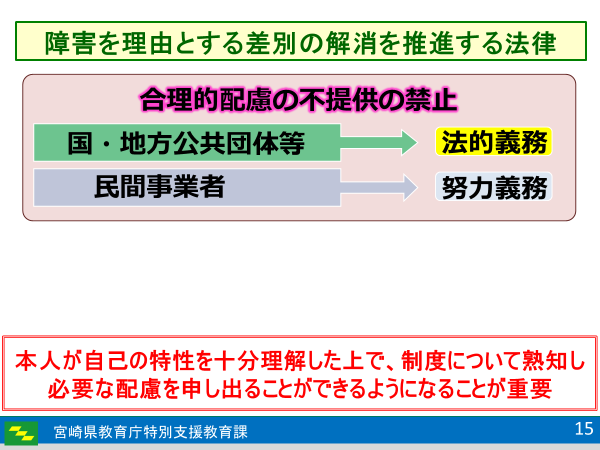 障害を理由とする差別の解消を推進する法律
合理的配慮の不提供の禁止
国・地方公共団体等
法的義務
民間事業者
努力義務
本人が自己の特性を十分理解した上で、制度について熟知し
必要な配慮を申し出ることができるようになることが重要
宮崎県教育庁特別支援教育課
15